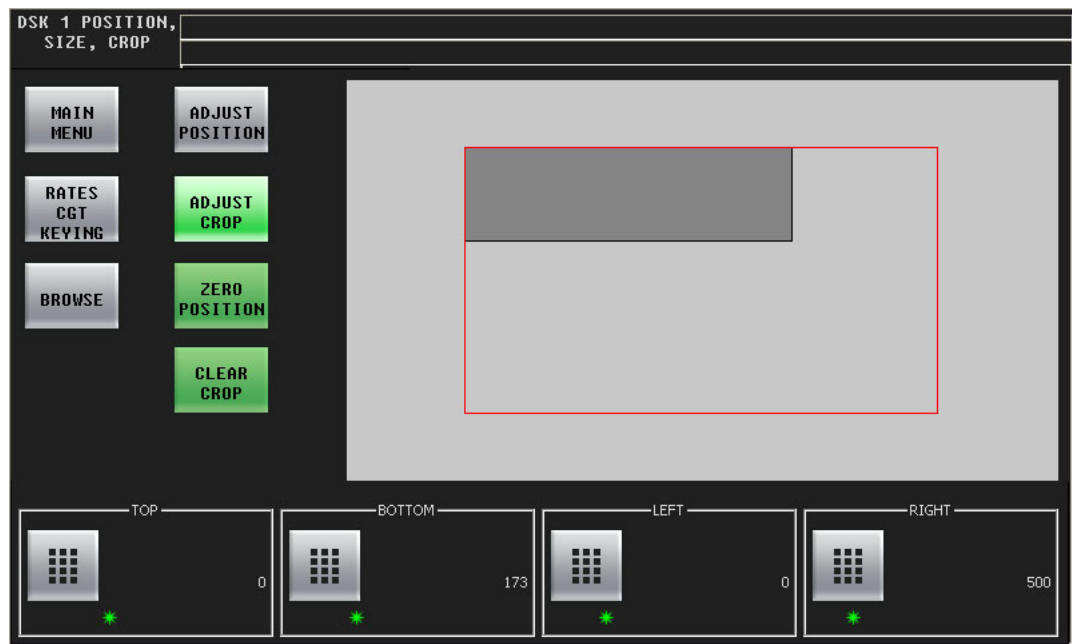 DSK 1 POSITION,
SIZE, CROP
MAIN
MENU
ADJUST
POSITION
RATES
CGT
KEYING
ADJUST
CROP
BROWSE
ZERO
POSITION
CLEAR
CROP
TOP
0
BOTTOM
173
LEFT
0
RIGHT
500